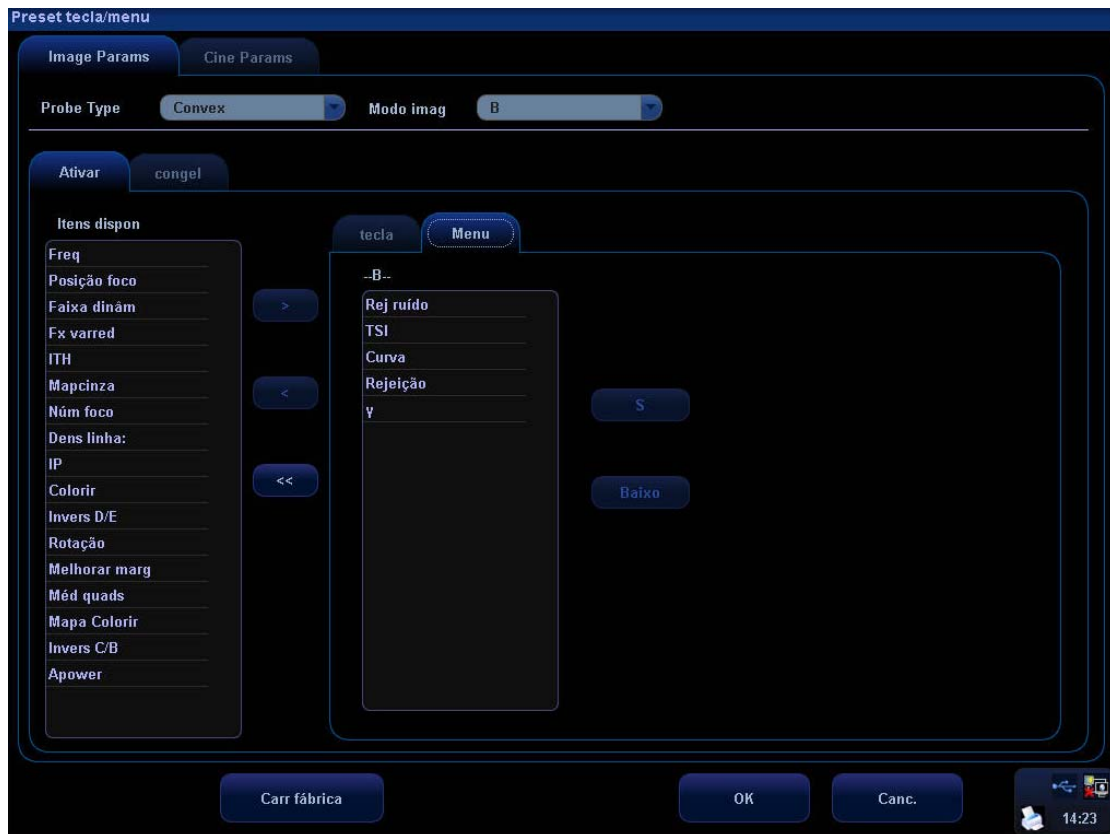 Preset tecla/menu
Image Params
Cine Params
Probe Type
Convex
Modo imag
B
Ativar
congel
Itens dispon
Freq
Posição foco
Faixa dinâm
Fx varred
ITH
Mapcinza
Núm foco
Dens linha:
IP
Colorir
Invers D/E
Rotação
Melhorar marg
Méd quads
Mapa Colorir
Invers C/B
Apower
>
<
<<
tecla
Menu
--B--
Rej ruído
TSI
Curva
Rejeição
γ
S
Baixo
Carr fábrica
OK
Canc.
14:23